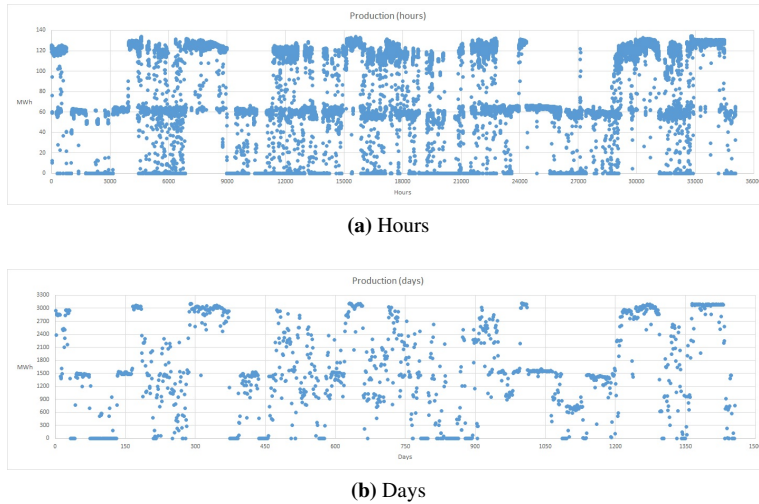 Production (hours)
140
120
100
80
60
40
20
0
MWh
0 3000 6000 9000 12000 15000 18000 21000 24000 27000 30000 33000 36000
Hours
(a) Hours
Production (days)
3300
3000
2700
2400
2100
1800
1500
1200
900
600
300
0
MWh
0 150 300 450 600 750 900 1050 1200 1350 1500
Days
(b) Days